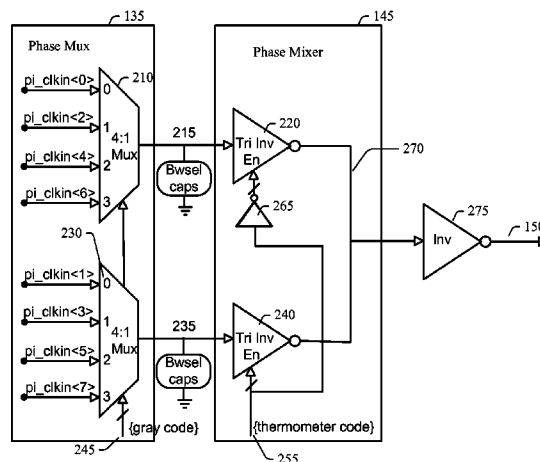 135
145
Phase Mux
210
Phase Mixer
pi_clkin<0>
0
pi_clkin<2>
1
4:1
Mux
pi_clkin<4>
2
pi_clkin<6>
3
215
Bwsel
caps
220
Tri Inv
En
265
270
275
Inv
150
230
pi_clkin<1>
0
pi_clkin<3>
1
4:1
Mux
pi_clkin<5>
2
pi_clkin<7>
3
235
Bwsel
caps
240
Tri Inv
En
245
{gray code}
255
{thermometer code}